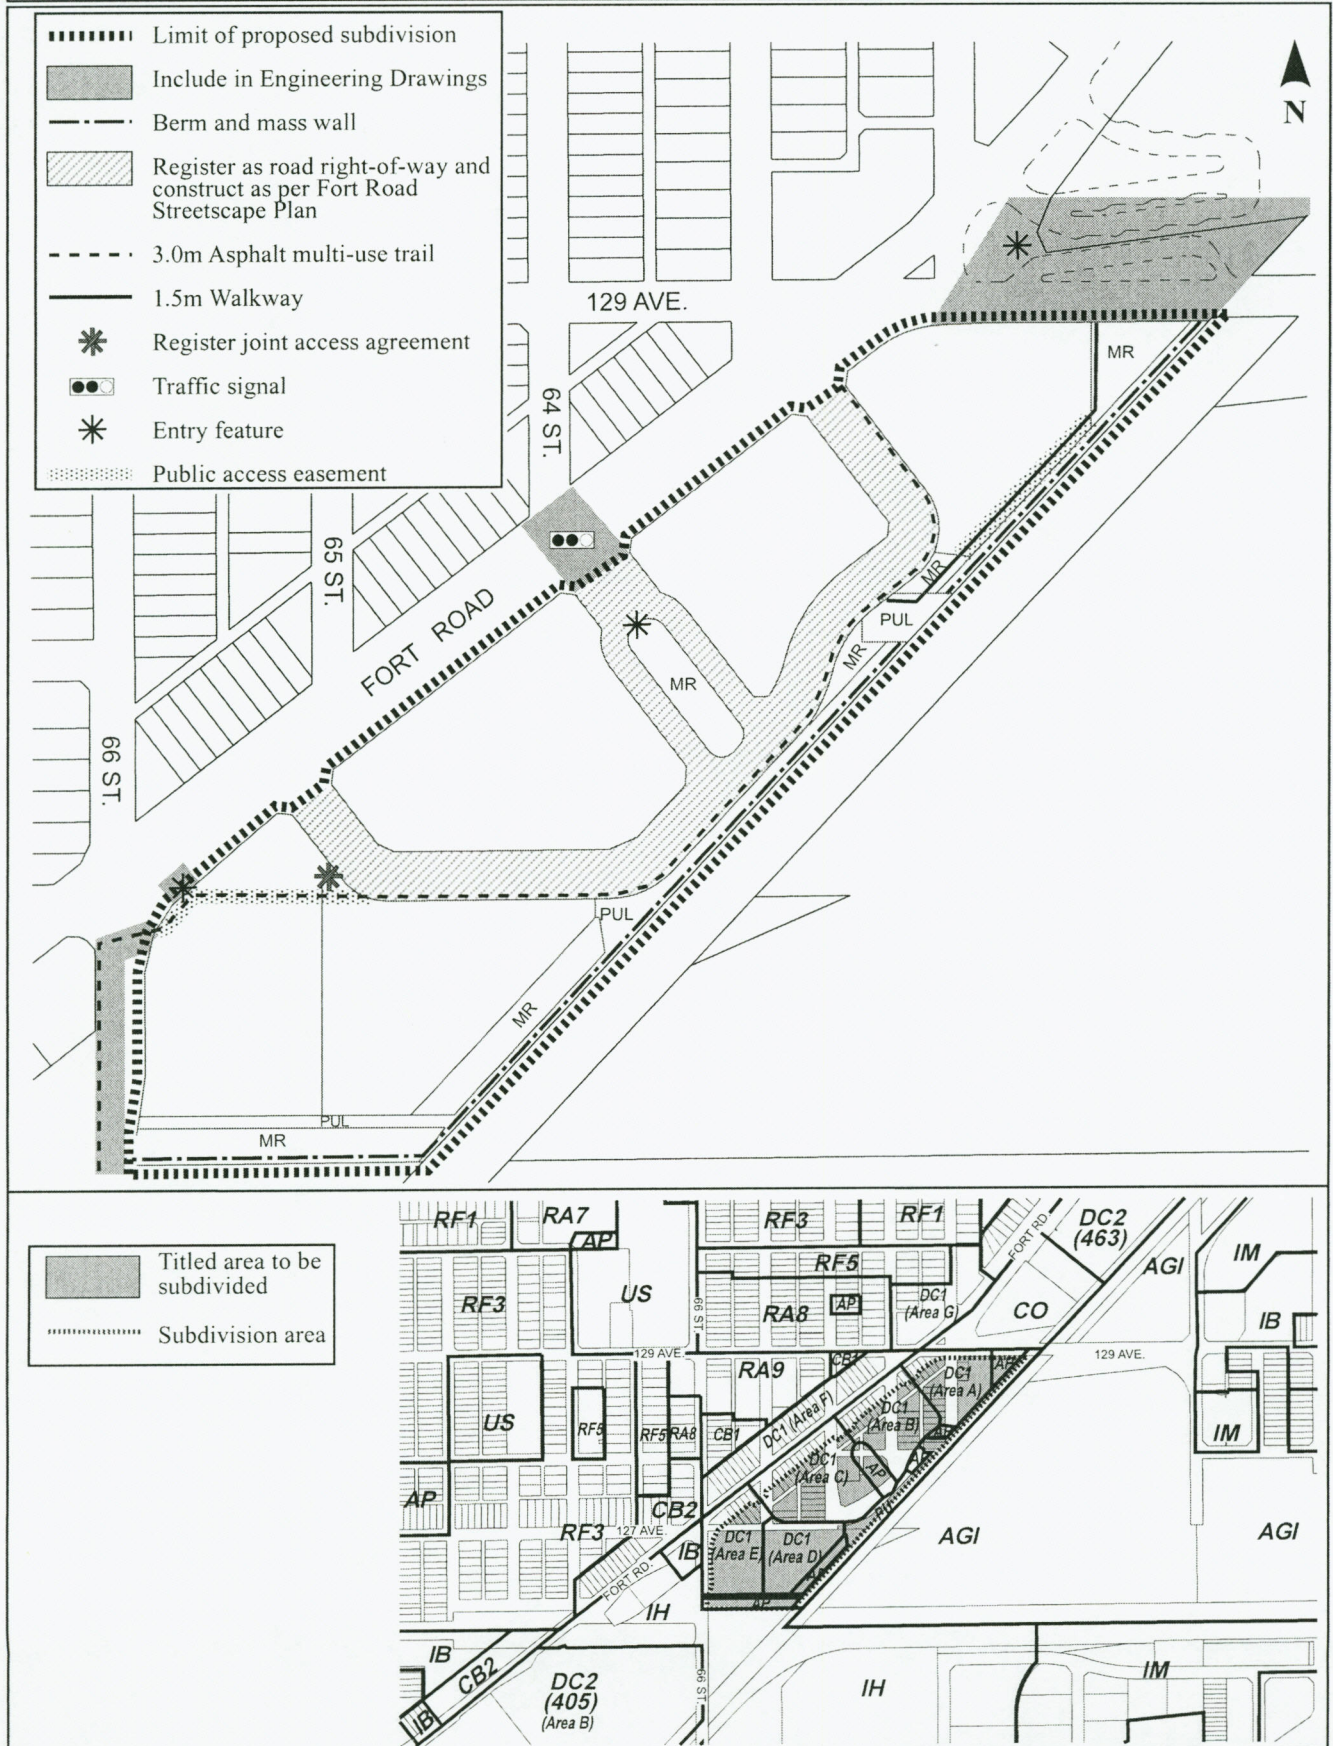 Limit of proposed subdivision
Include in Engineering Drawings
Berm and mass wall
Register as road right-of-way and
construct as per Fort Road
Streetscape Plan
3.0m Asphalt multi-use trail
1.5m Walkway
Register joint access agreement
Traffic signal
Entry feature
Public access easement
N
129 AVE.
MR
64 ST.
65 ST.
FORT ROAD
MR
PUL
MR
MR
66 ST.
PUL
MR
PUL
MR
Titled area to be
subdivided
Subdivision area
RF1
RA7
AP
RF3
RF1
FORT RD.
DC2
(463)
AGI
IM
RF5
US
RF3
66 ST.
RA8
AP
DC1
(Area G)
CO
IB
129 AVE.
CB1
129 AVE.
RA9
AP
DC1
(Area A)
US
RF5
RF5
RA8
CB1
DC1 (Area F)
DC1
(Area B)
AP
IM
AP
DC1
(Area C)
AP
AP
CB2
PU
RF3
127 AVE.
AGI
AGI
IB
DC1
(Area E)
DC1
(Area D)
FORT RD.
AP
AP
IH
IB
CB2
IB
DC2
(405)
(Area B)
66 ST.
IH
IM